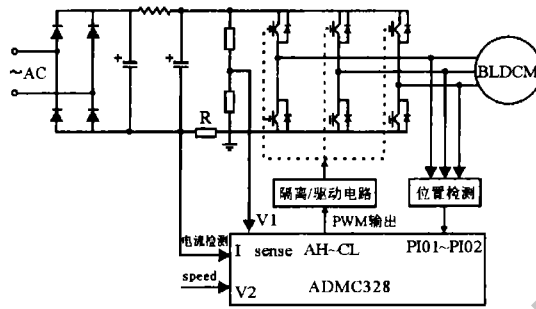 ~AC
+
+
R
BLDCM
隔离/驱动电路
位置检测
V1
PWM输出
电流检测
I sense AH~CL PI01~PI02
speed
V2
ADMC328